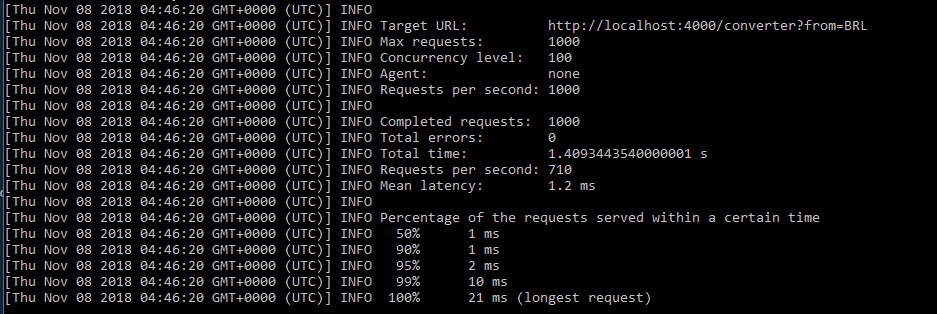 [Thu Nov 08 2018 04:46:20 GMT+0000 (UTC)] INFO
[Thu Nov 08 2018 04:46:20 GMT+0000 (UTC)] INFO Target URL:          http://localhost:4000/converter?from=BRL
[Thu Nov 08 2018 04:46:20 GMT+0000 (UTC)] INFO Max requests:        1000
[Thu Nov 08 2018 04:46:20 GMT+0000 (UTC)] INFO Concurrency level:   100
[Thu Nov 08 2018 04:46:20 GMT+0000 (UTC)] INFO Agent:               none
[Thu Nov 08 2018 04:46:20 GMT+0000 (UTC)] INFO Requests per second: 1000
[Thu Nov 08 2018 04:46:20 GMT+0000 (UTC)] INFO
[Thu Nov 08 2018 04:46:20 GMT+0000 (UTC)] INFO Completed requests:  1000
[Thu Nov 08 2018 04:46:20 GMT+0000 (UTC)] INFO Total errors:        0
[Thu Nov 08 2018 04:46:20 GMT+0000 (UTC)] INFO Total time:          1.4093443540000001 s
[Thu Nov 08 2018 04:46:20 GMT+0000 (UTC)] INFO Requests per second: 710
[Thu Nov 08 2018 04:46:20 GMT+0000 (UTC)] INFO Mean latency:        1.2 ms
[Thu Nov 08 2018 04:46:20 GMT+0000 (UTC)] INFO
[Thu Nov 08 2018 04:46:20 GMT+0000 (UTC)] INFO Percentage of the requests served within a certain time
[Thu Nov 08 2018 04:46:20 GMT+0000 (UTC)] INFO   50%      1 ms
[Thu Nov 08 2018 04:46:20 GMT+0000 (UTC)] INFO   90%      1 ms
[Thu Nov 08 2018 04:46:20 GMT+0000 (UTC)] INFO   95%      2 ms
[Thu Nov 08 2018 04:46:20 GMT+0000 (UTC)] INFO   99%      10 ms
[Thu Nov 08 2018 04:46:20 GMT+0000 (UTC)] INFO  100%      21 ms (longest request)